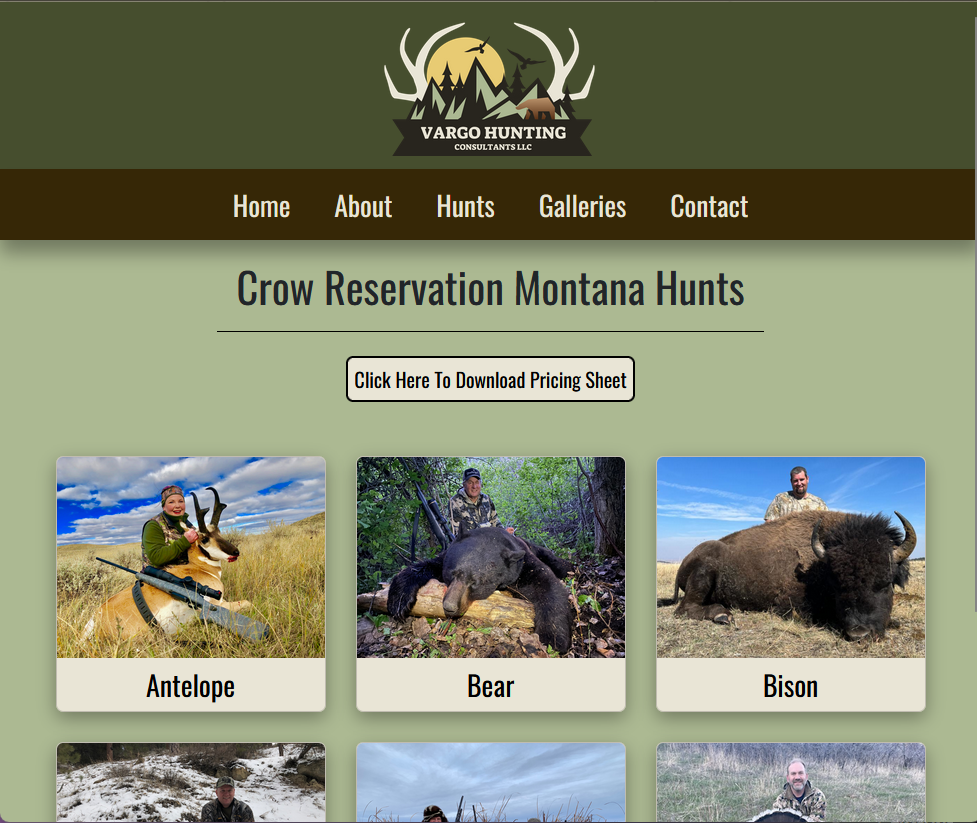 VARGO HUNTING
CONSULTANTS LLC
Home About Hunts Galleries Contact
Crow Reservation Montana Hunts
Click Here To Download Pricing Sheet
Antelope Bear Bison